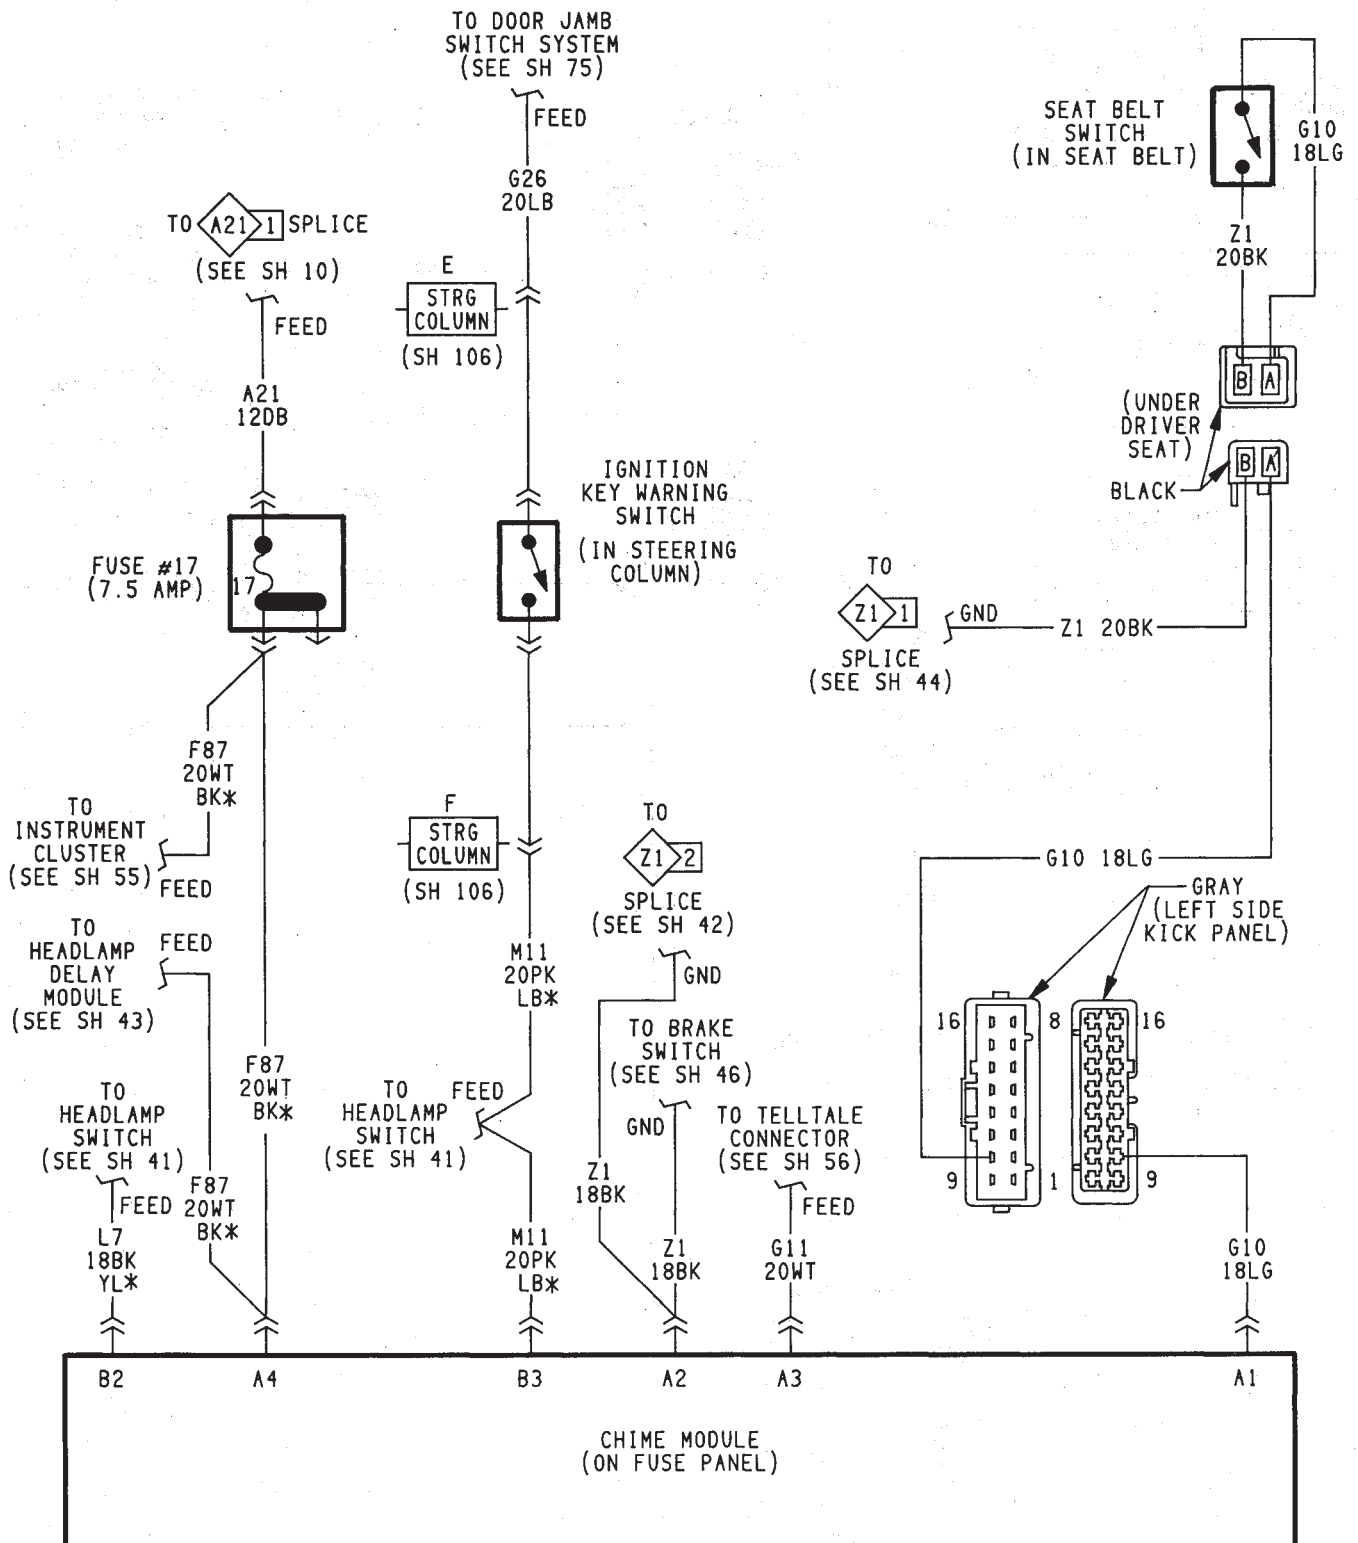 TO DOOR JAMB
SWITCH SYSTEM
(SEE SH 75)
FEED
G26
20LB
SEAT BELT
SWITCH
(IN SEAT BELT)
G10
18LG
Z1
20BK
TO A21 1 SPLICE
(SEE SH 10)
FEED
A21
12DB
E
STRG
COLUMN
(SH 106)
B A
(UNDER
DRIVER
SEAT)
B A
BLACK
IGNITION
KEY WARNING
SWITCH
(IN STEERING
COLUMN)
FUSE #17
(7.5 AMP)
17
TO
Z1 1
SPLICE
(SEE SH 44)
GND
Z1 20BK
F87
20WT
BK*
TO
INSTRUMENT
CLUSTER
(SEE SH 55)
FEED
F
STRG
COLUMN
(SH 106)
TO
Z1 2
SPLICE
(SEE SH 42)
GND
G10 18LG
GRAY
(LEFT SIDE
KICK PANEL)
TO
HEADLAMP
DELAY
MODULE
(SEE SH 43)
FEED
M11
20PK
LB*
16 8 16
9 1 9
TO BRAKE
SWITCH
(SEE SH 46)
GND
F87
20WT
BK*
TO
HEADLAMP
SWITCH
(SEE SH 41)
FEED
TO
HEADLAMP
SWITCH
(SEE SH 41)
FEED
TO TELLTALE
CONNECTOR
(SEE SH 56)
FEED
Z1
18BK
F87
20WT
BK*
L7
18BK
YL*
M11
20PK
LB*
Z1
18BK
G11
20WT
G10
18LG
B2 A4 B3 A2 A3 A1
CHIME MODULE
(ON FUSE PANEL)